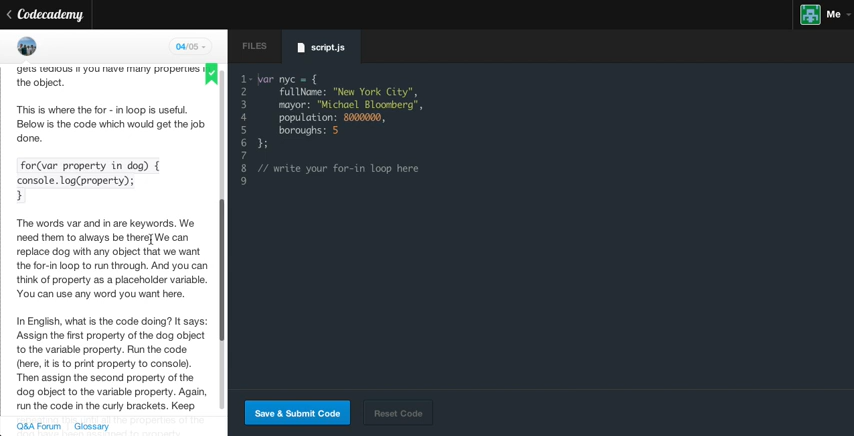 Codecademy
Me
04/05
FILES
script.js
gets tedious if you have many properties
the object.
This is where the for - in loop is useful.
Below is the code which would get the job
done.
for(var property in dog) {
console.log(property);
}
The words var and in are keywords. We
need them to always be there. We can
replace dog with any object that we want
the for-in loop to run through. And you can
think of property as a placeholder variable.
You can use any word you want here.
In English, what is the code doing? It says:
Assign the first property of the dog object
to the variable property. Run the code
(here, it is to print property to console).
Then assign the second property of the
dog object to the variable property. Again,
run the code in the curly brackets. Keep
Q&A Forum
Glossary
1 var nyc = {
2 fullName: "New York City",
3 mayor: "Michael Bloomberg",
4 population: 8000000,
5 boroughs: 5
6 };
7
8 // write your for-in loop here
9
Save & Submit Code
Reset Code